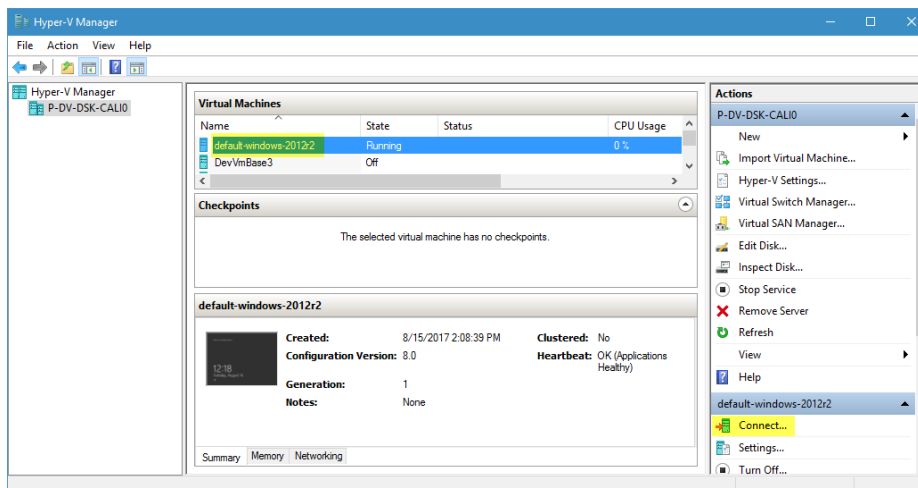 Hyper-V Manager
File Action View Help
Hyper-V Manager
P-DV-DSK-CALI0
Virtual Machines
Name State Status CPU Usage
default-windows-2012r2 Running 0 %
DevVmBase3 Off
Checkpoints
The selected virtual machine has no checkpoints.
default-windows-2012r2
12:18
Created: 8/15/2017 2:08:39 PM Clustered: No
Configuration Version: 8.0 Heartbeat: OK (Applications
Healthy)
Generation: 1
Notes: None
Summary Memory Networking
Actions
P-DV-DSK-CALI0
New
Import Virtual Machine...
Hyper-V Settings...
Virtual Switch Manager...
Virtual SAN Manager...
Edit Disk...
Inspect Disk...
Stop Service
Remove Server
Refresh
View
Help
default-windows-2012r2
Connect...
Settings...
Turn Off...